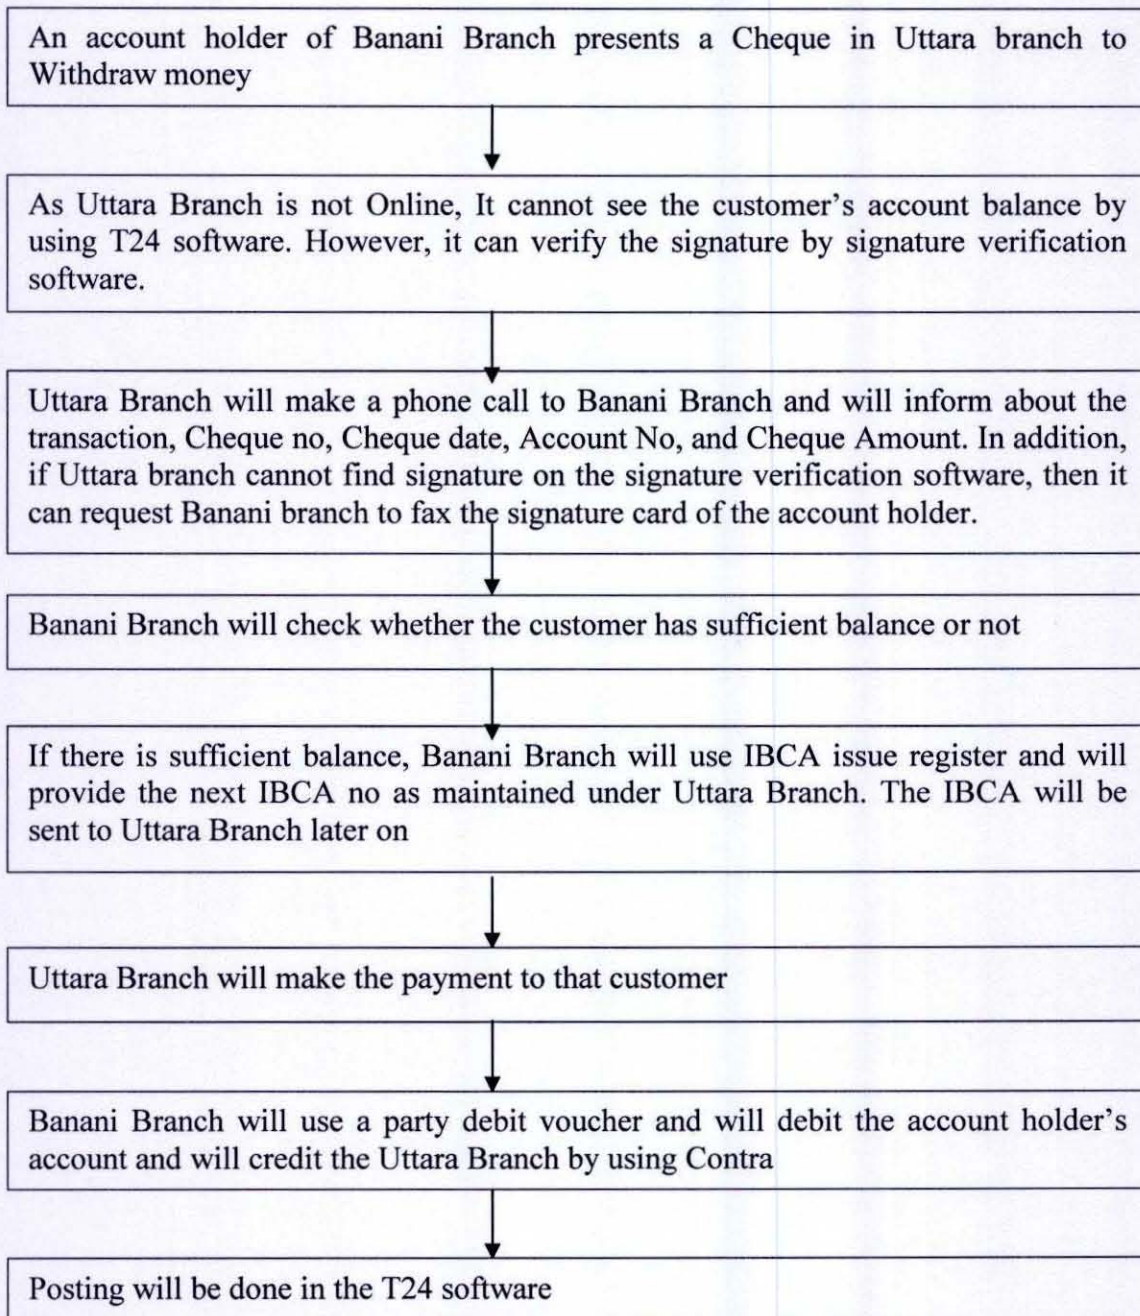 An account holder of Banani Branch presents a Cheque in Uttara branch to
Withdraw money
As Uttara Branch is not Online, It cannot see the customer's account balance by
using T24 software. However, it can verify the signature by signature verification
software.
Uttara Branch will make a phone call to Banani Branch and will inform about the
transaction, Cheque no, Cheque date, Account No, and Cheque Amount. In addition,
if Uttara branch cannot find signature on the signature verification software, then it
can request Banani branch to fax the signature card of the account holder.
Banani Branch will check whether the customer has sufficient balance or not
If there is sufficient balance, Banani Branch will use IBCA issue register and will
provide the next IBCA no as maintained under Uttara Branch. The IBCA will be
sent to Uttara Branch later on
Uttara Branch will make the payment to that customer
Banani Branch will use a party debit voucher and will debit the account holder's
account and will credit the Uttara Branch by using Contra
Posting will be done in the T24 software